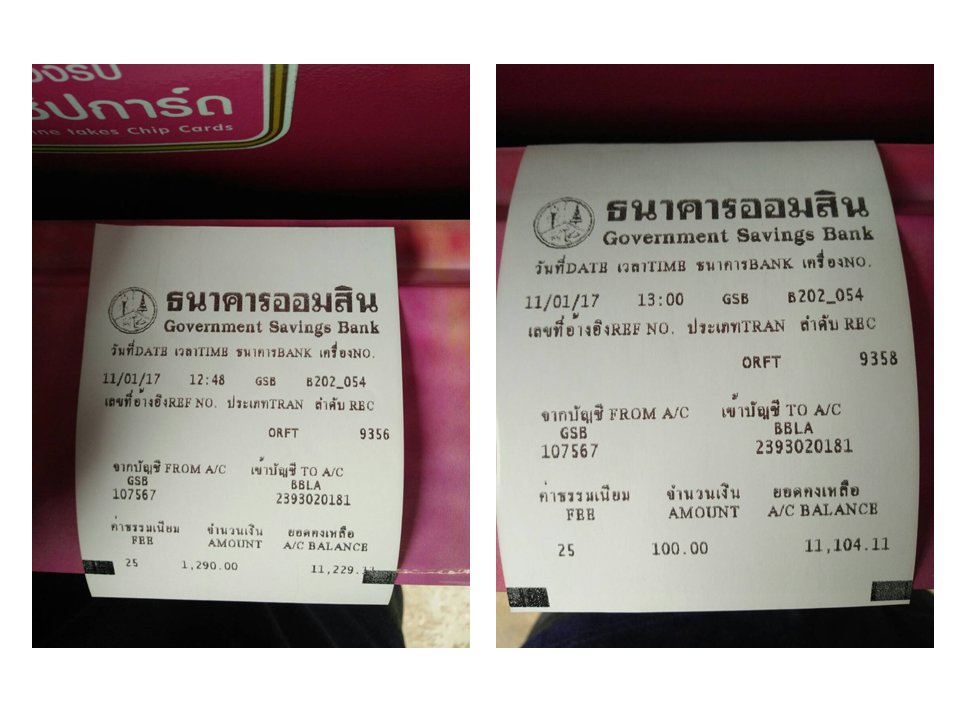 องรับ
ชิปการ์ด
ine takes Chip Cards
ธนาคารออมสิน
Government Savings Bank
วันที่DATE เวลาTIME ธนาคารBANK เครื่องNO.
11/01/17 12:48 GSB B202_054
เลขที่อ้างอิงREF NO. ประเภทTRAN ลำดับ REC
ORFT 9356
จากบัญชี FROM A/C เข้าบัญชี TO A/C
GSB BBLA
107567 2393020181
ค่าธรรมเนียม จำนวนเงิน ยอดคงเหลือ
FEE AMOUNT A/C BALANCE
25 1,290.00 11,229.11
ธนาคารออมสิน
Government Savings Bank
วันที่DATE เวลาTIME ธนาคารBANK เครื่องNO.
11/01/17 13:00 GSB B202_054
เลขที่อ้างอิงREF NO. ประเภทTRAN ลำดับ REC
ORFT 9358
จากบัญชี FROM A/C เข้าบัญชี TO A/C
GSB BBLA
107567 2393020181
ค่าธรรมเนียม จำนวนเงิน ยอดคงเหลือ
FEE AMOUNT A/C BALANCE
25 100.00 11,104.11